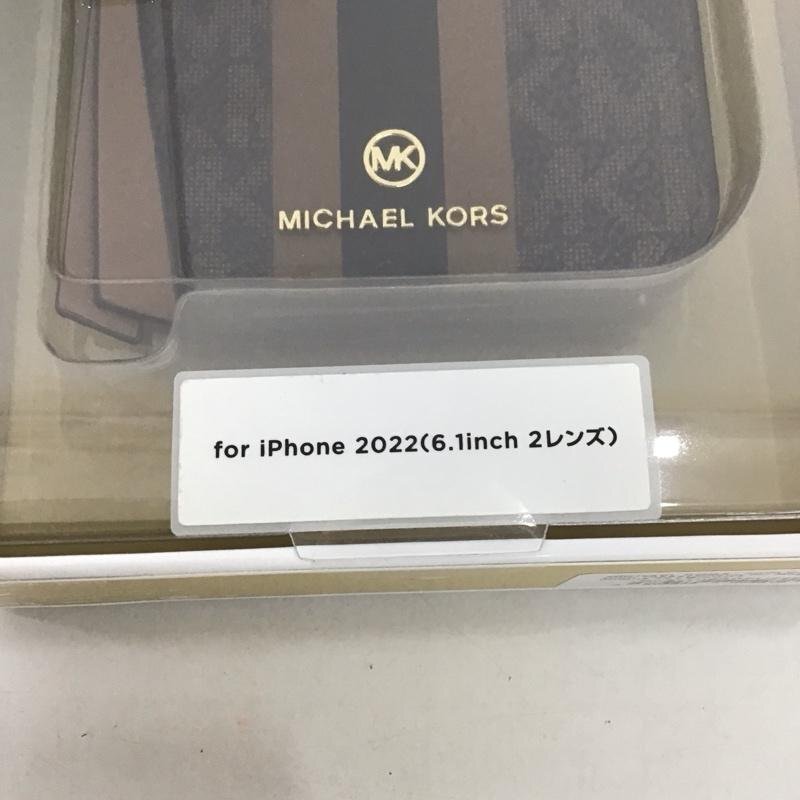 MK
MICHAEL KORS
for iPhone 2022(6.1inch 2レンズ)